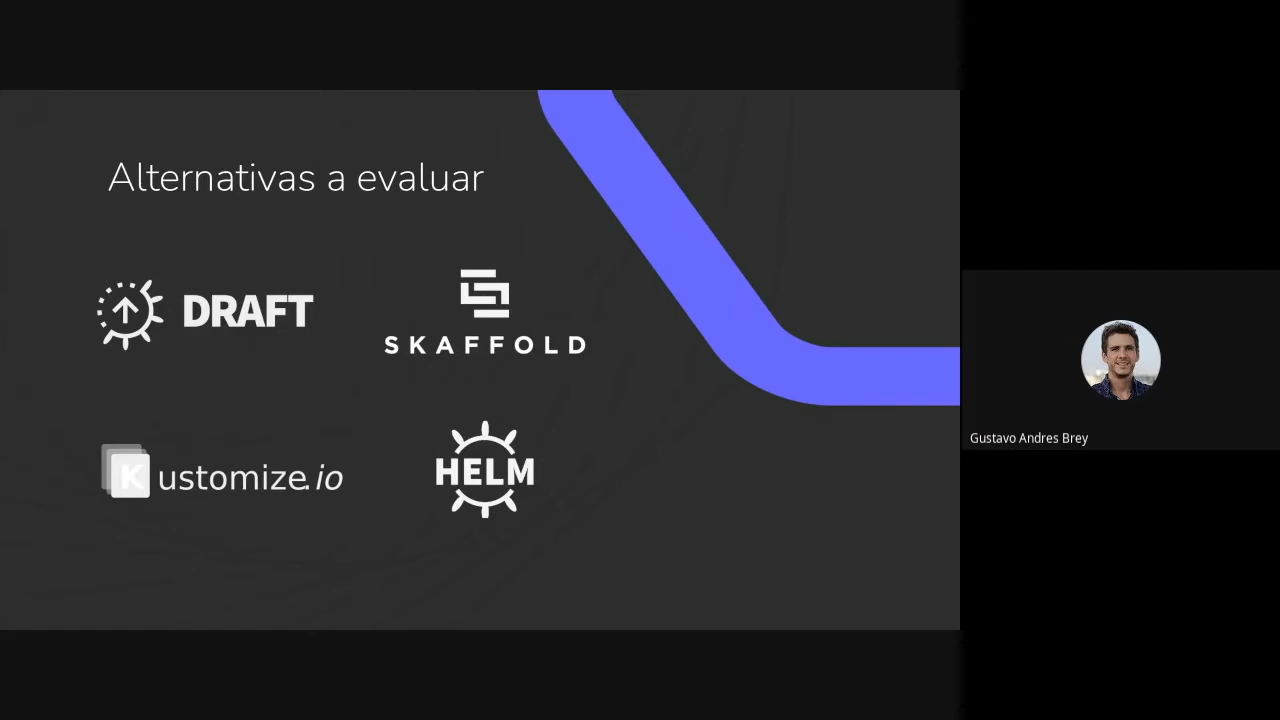 Alternativas a evaluar
DRAFT
SKAFFOLD
Kustomize.io
HELM
Gustavo Andres Brey